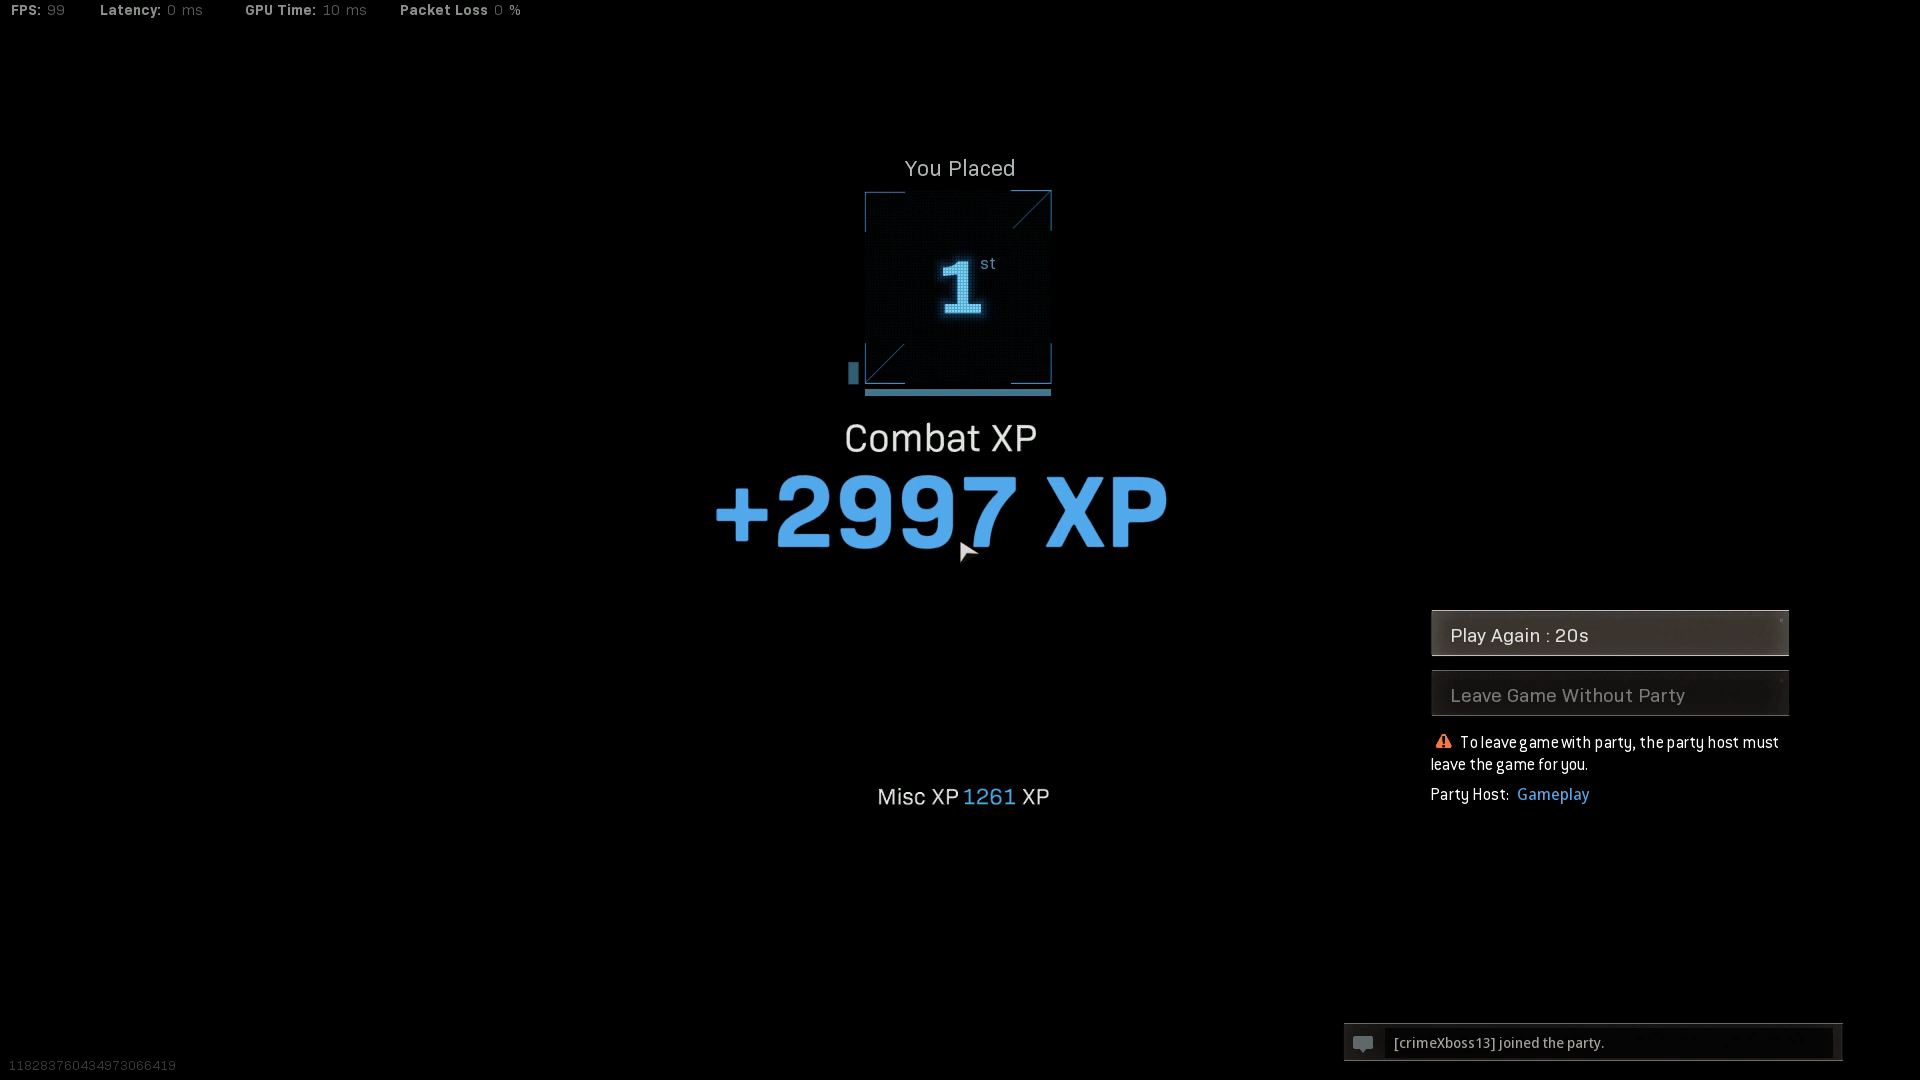 FPS: 99 Latency: 0 ms GPU Time: 10 ms Packet Loss 0 %
You Placed
1st
Combat XP
+2997 XP
Play Again : 20s
Leave Game Without Party
To leave game with party, the party host must
leave the game for you.
Party Host: Gameplay
Misc XP 1261 XP
[crimeXboss13] joined the party.
118283760434973066419